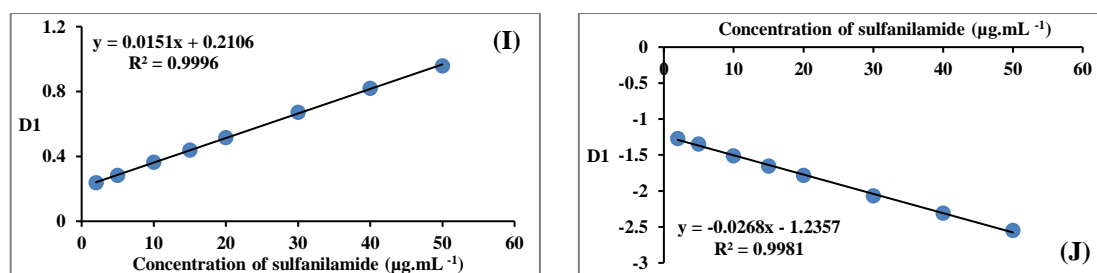 1.2
y = 0.0151x + 0.2106
R² = 0.9996
(I)
0.8
D1
0.4
0
0 10 20 30 40 50 60
Concentration of sulfanilamide (µg.mL⁻¹)
Concentration of sulfanilamide (µg.mL⁻¹)
0
0 10 20 30 40 50 60
-0.5
-1
D1
-1.5
-2
y = -0.0268x - 1.2357
-2.5
R² = 0.9981
(J)
-3